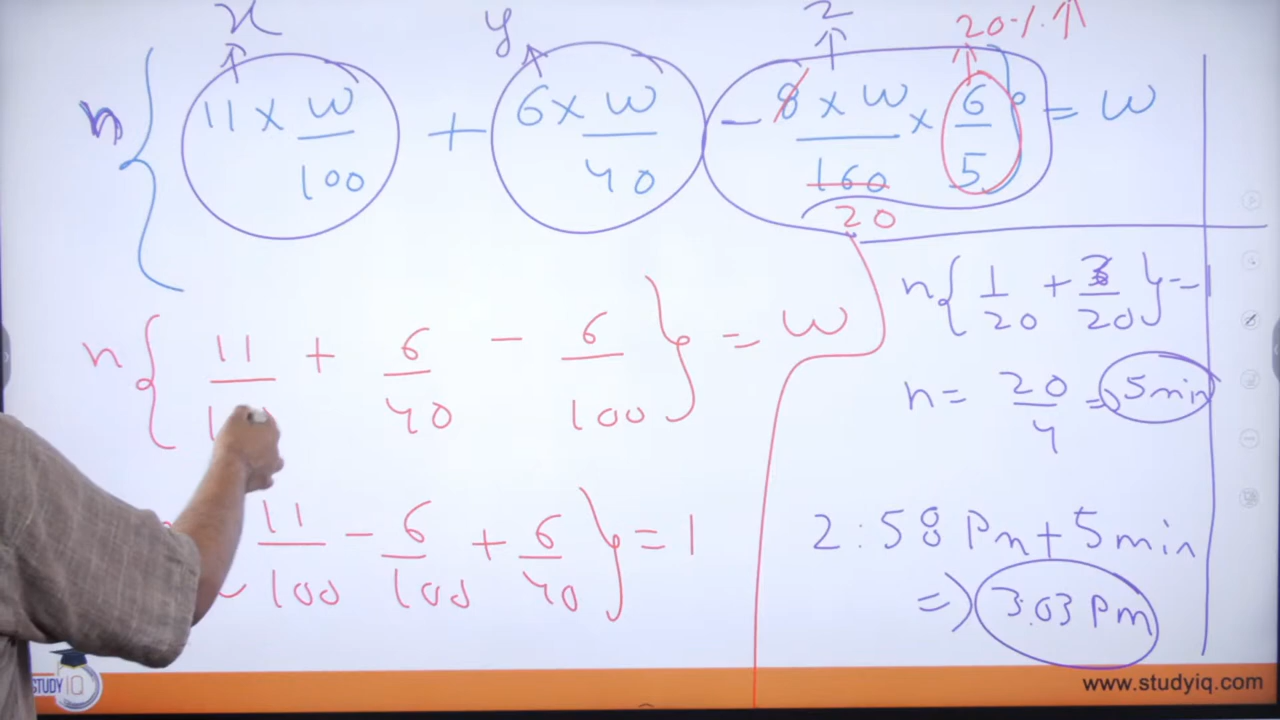 x y z 20% ↑
n { 11 × w/100 + 6 × w/40 - 8 × w/160 × 6/5 } = w
20
n { 11/100 + 6/40 - 6/100 } = w
11/100 - 6/100 + 6/40 } = 1
n { 1/20 + 3/20 } = 1
n = 20/4 = 5 min
2:58 Pm + 5 min
=> 3:03 Pm
STUDY IQ
www.studyiq.com